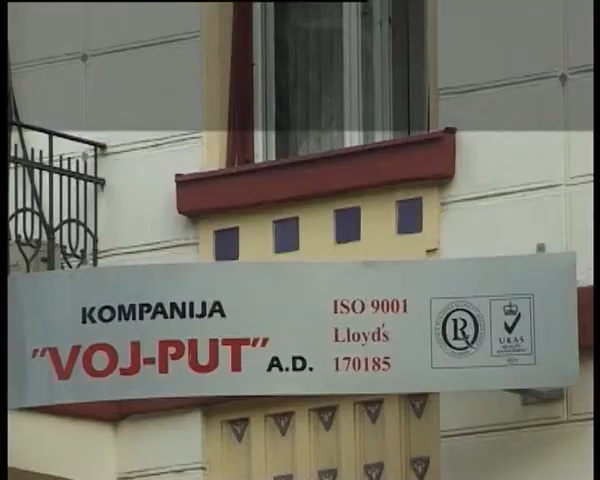 KOMPANIJA
"VOJ-PUT" A.D.
ISO 9001
Lloyd's
170185
R
UKAS